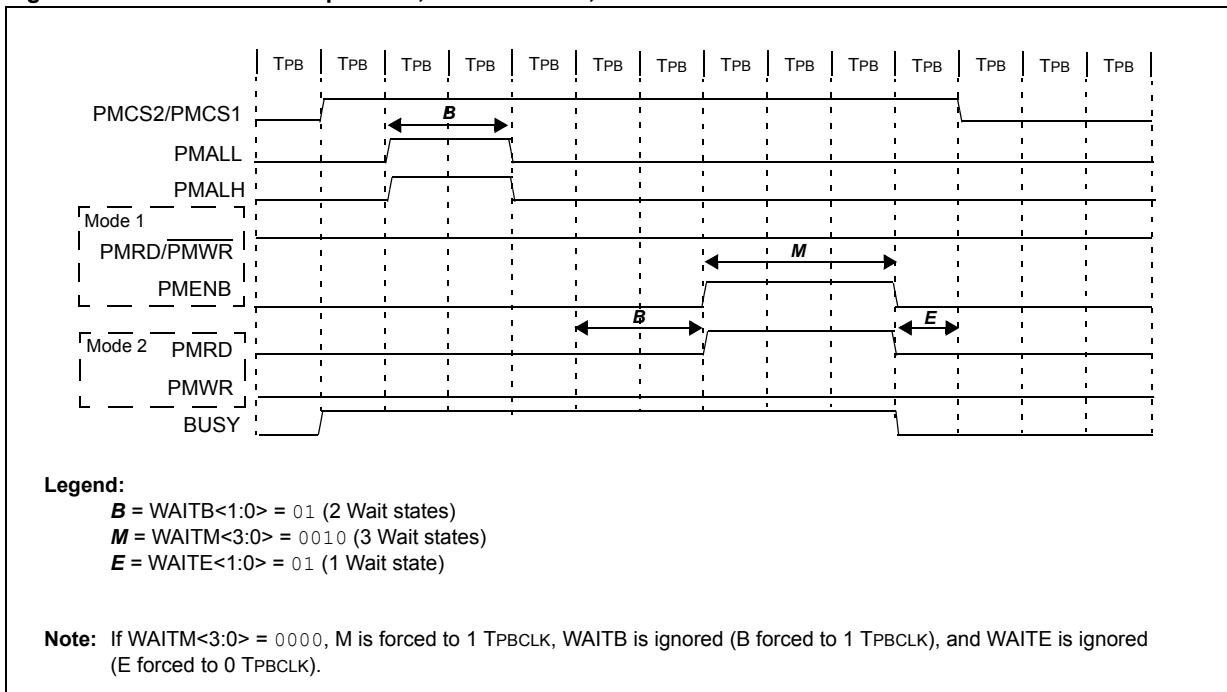 TPB TPB TPB TPB TPB TPB TPB TPB TPB TPB TPB TPB TPB TPB
PMCS2/PMCS1
B
PMALL
PMALH
Mode 1
PMRD/PMWR
M
PMENB
B
E
Mode 2 PMRD
PMWR
BUSY
Legend:
B = WAITB<1:0> = 01 (2 Wait states)
M = WAITM<3:0> = 0010 (3 Wait states)
E = WAITE<1:0> = 01 (1 Wait state)
Note: If WAITM<3:0> = 0000, M is forced to 1 TPBCLK, WAITB is ignored (B forced to 1 TPBCLK), and WAITE is ignored
(E forced to 0 TPBCLK).